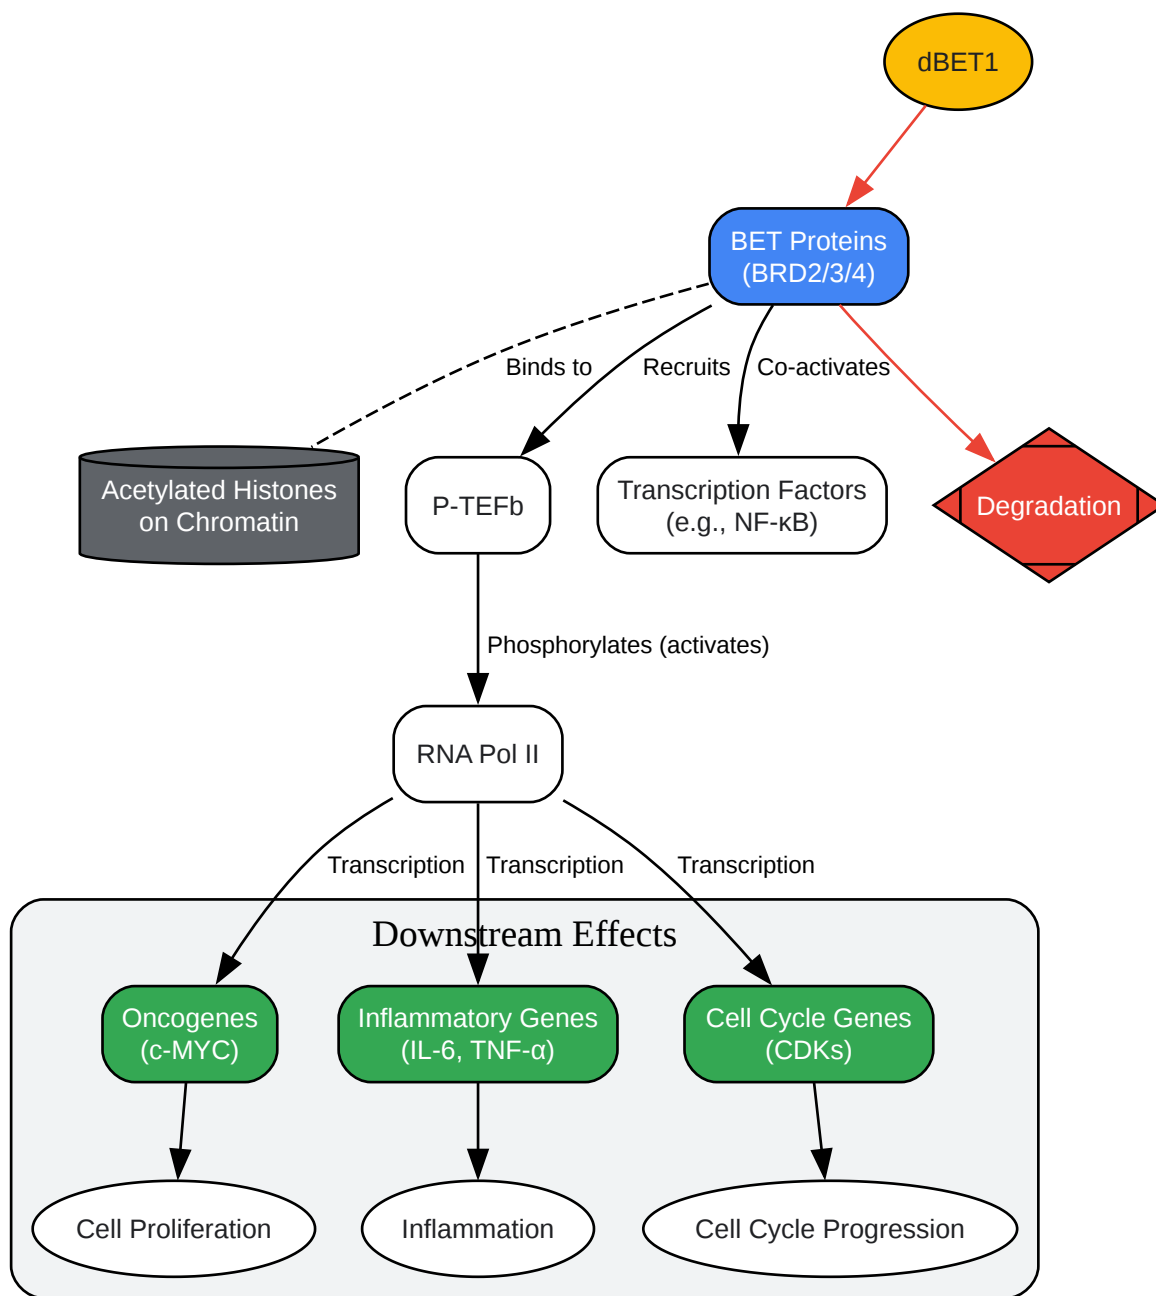 dBET1
BET Proteins
(BRD2/3/4)
Binds to
Recruits
Co-activates
Acetylated Histones
on Chromatin
P-TEFb
Transcription Factors
(e.g., NF-κB)
Degradation
Phosphorylates (activates)
RNA Pol II
Transcription
Transcription
Transcription
Downstream Effects
Oncogenes
(c-MYC)
Inflammatory Genes
(IL-6, TNF-α)
Cell Cycle Genes
(CDKs)
Cell Proliferation
Inflammation
Cell Cycle Progression